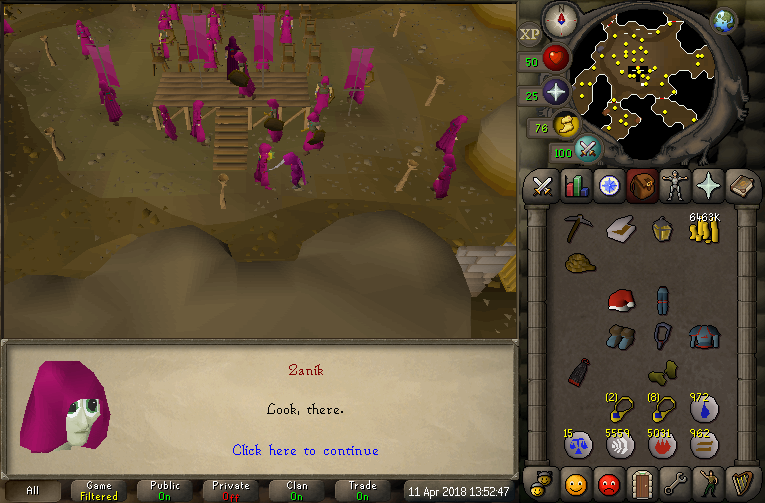 N
XP
50
25
76
100
6463K
(2)
(8)
972
15
5559
5031
962
Zanik
Look, there.
Click here to continue
All
Game
Filtered
Public
On
Private
Off
Clan
On
Trade
On
11 Apr 2018 13:52:47